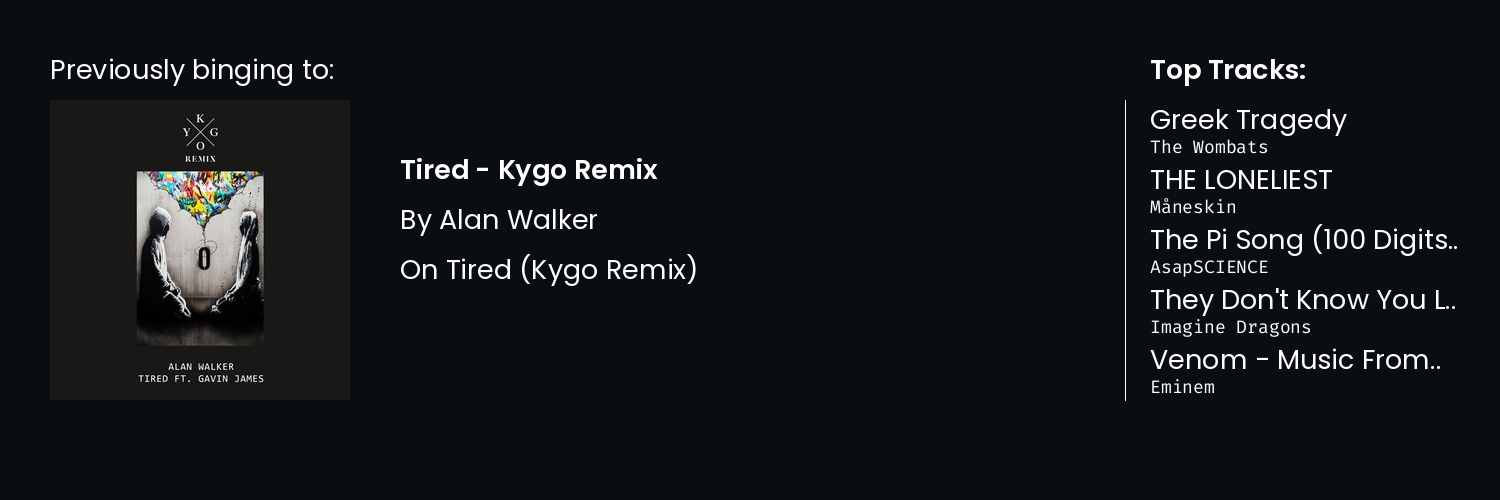 Previously binging to:
K
Y G
O
REMIX
ALAN WALKER
TIRED FT. GAVIN JAMES
Tired - Kygo Remix
By Alan Walker
On Tired (Kygo Remix)
Top Tracks:
Greek Tragedy
The Wombats
THE LONELIEST
Måneskin
The Pi Song (100 Digits..
AsapSCIENCE
They Don't Know You L..
Imagine Dragons
Venom - Music From..
Eminem